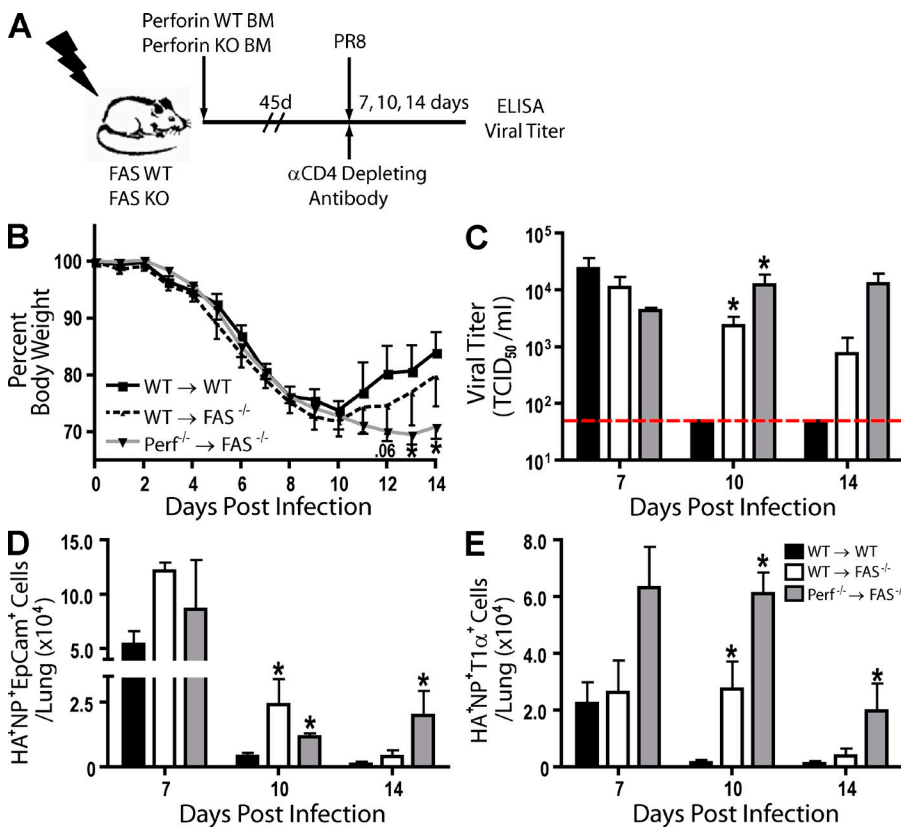 A
Perforin WT BM
Perforin KO BM
PR8
45d
7, 10, 14 days
ELISA
Viral Titer
FAS WT
FAS KO
αCD4 Depleting
Antibody
B
Percent
Body Weight
100
90
80
70
WT → WT
WT → FAS -/-
Perf-/- → FAS -/-
.06
*
*
0 2 4 6 8 10 12 14
Days Post Infection
C
Viral Titer
(TCID50 /ml)
10^5
10^4
10^3
10^2
10^1
*
*
7 10 14
Days Post Infection
D
HA+NP+EpCam+ Cells
/Lung (x10^4)
15.0
10.0
5.0
2.5
0
*
*
*
7 10 14
Days Post Infection
E
HA+NP+T1α+ Cells
/Lung (x10^4)
8.0
6.0
4.0
2.0
0
*
*
*
WT → WT
WT → FAS-/-
Perf-/- → FAS-/-
7 10 14
Days Post Infection